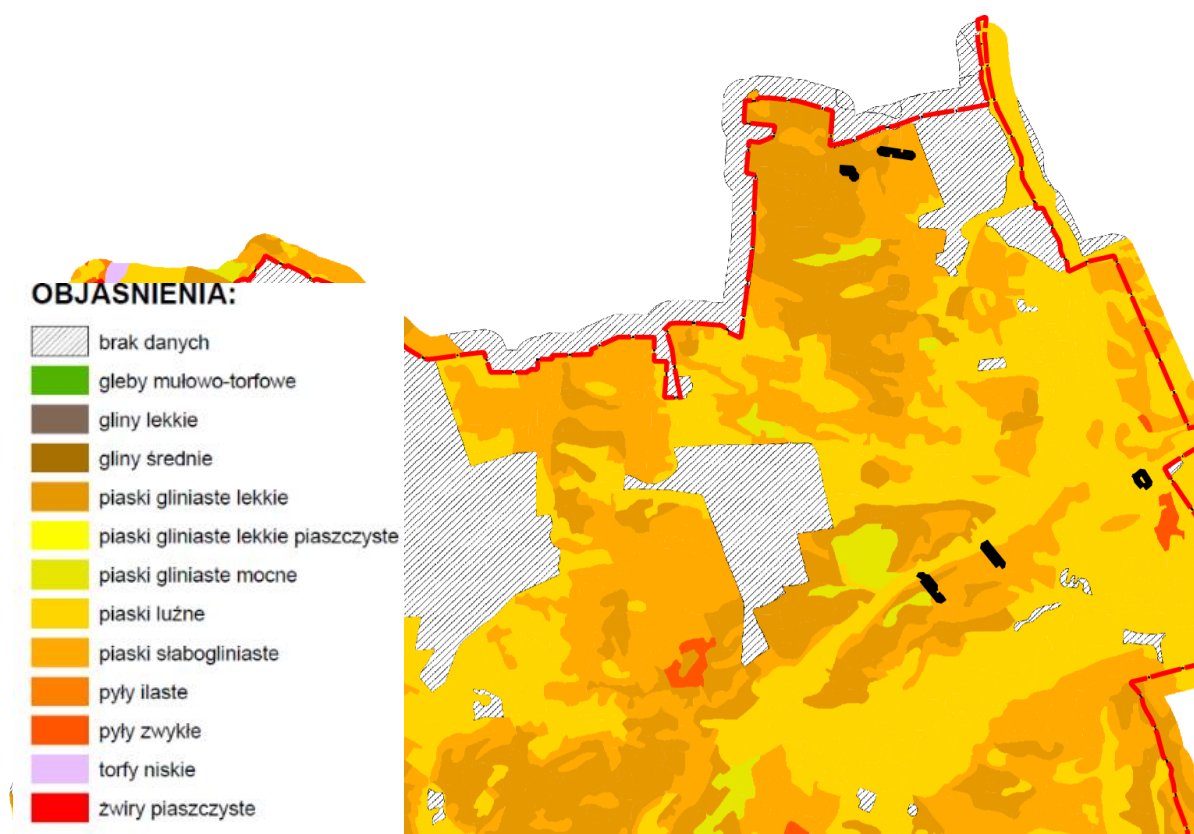 OBJAŚNIENIA:
brak danych
gleby mułowo-torfowe
gliny lekkie
gliny średnie
piaski gliniaste lekkie
piaski gliniaste lekkie piaszczyste
piaski gliniaste mocne
piaski luźne
piaski słabogliniaste
pyły ilaste
pyły zwykłe
torfy niskie
żwiry piaszczyste